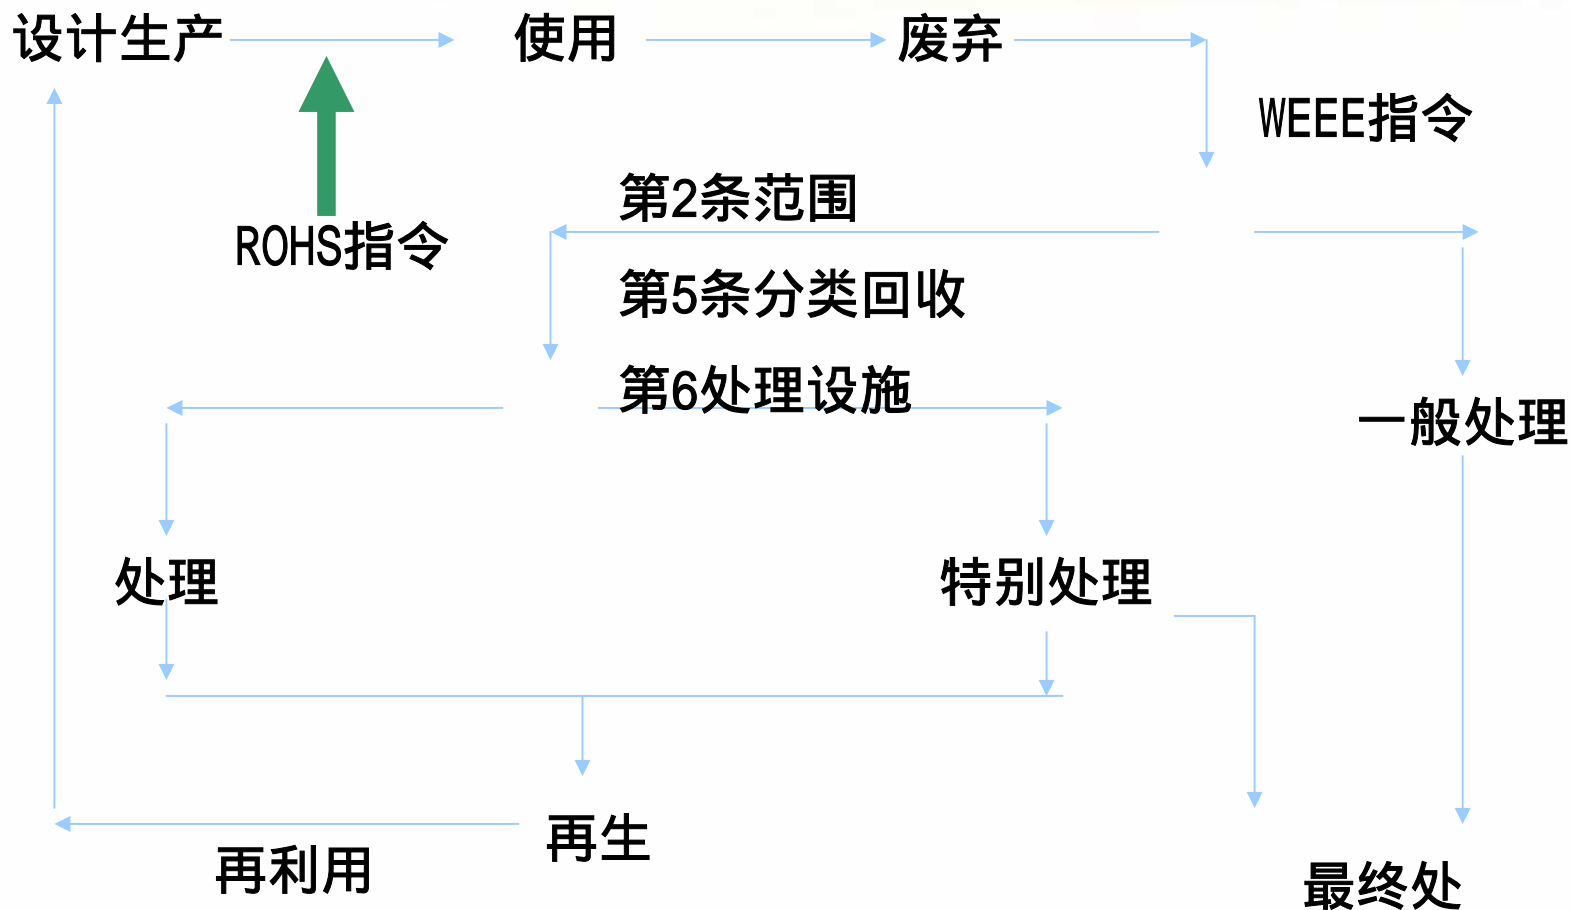 设计生产
使用
废弃
WEEE指令
第2条范围
ROHS指令
第5条分类回收
第6处理设施
一般处理
处理
特别处理
再生
再利用
最终处